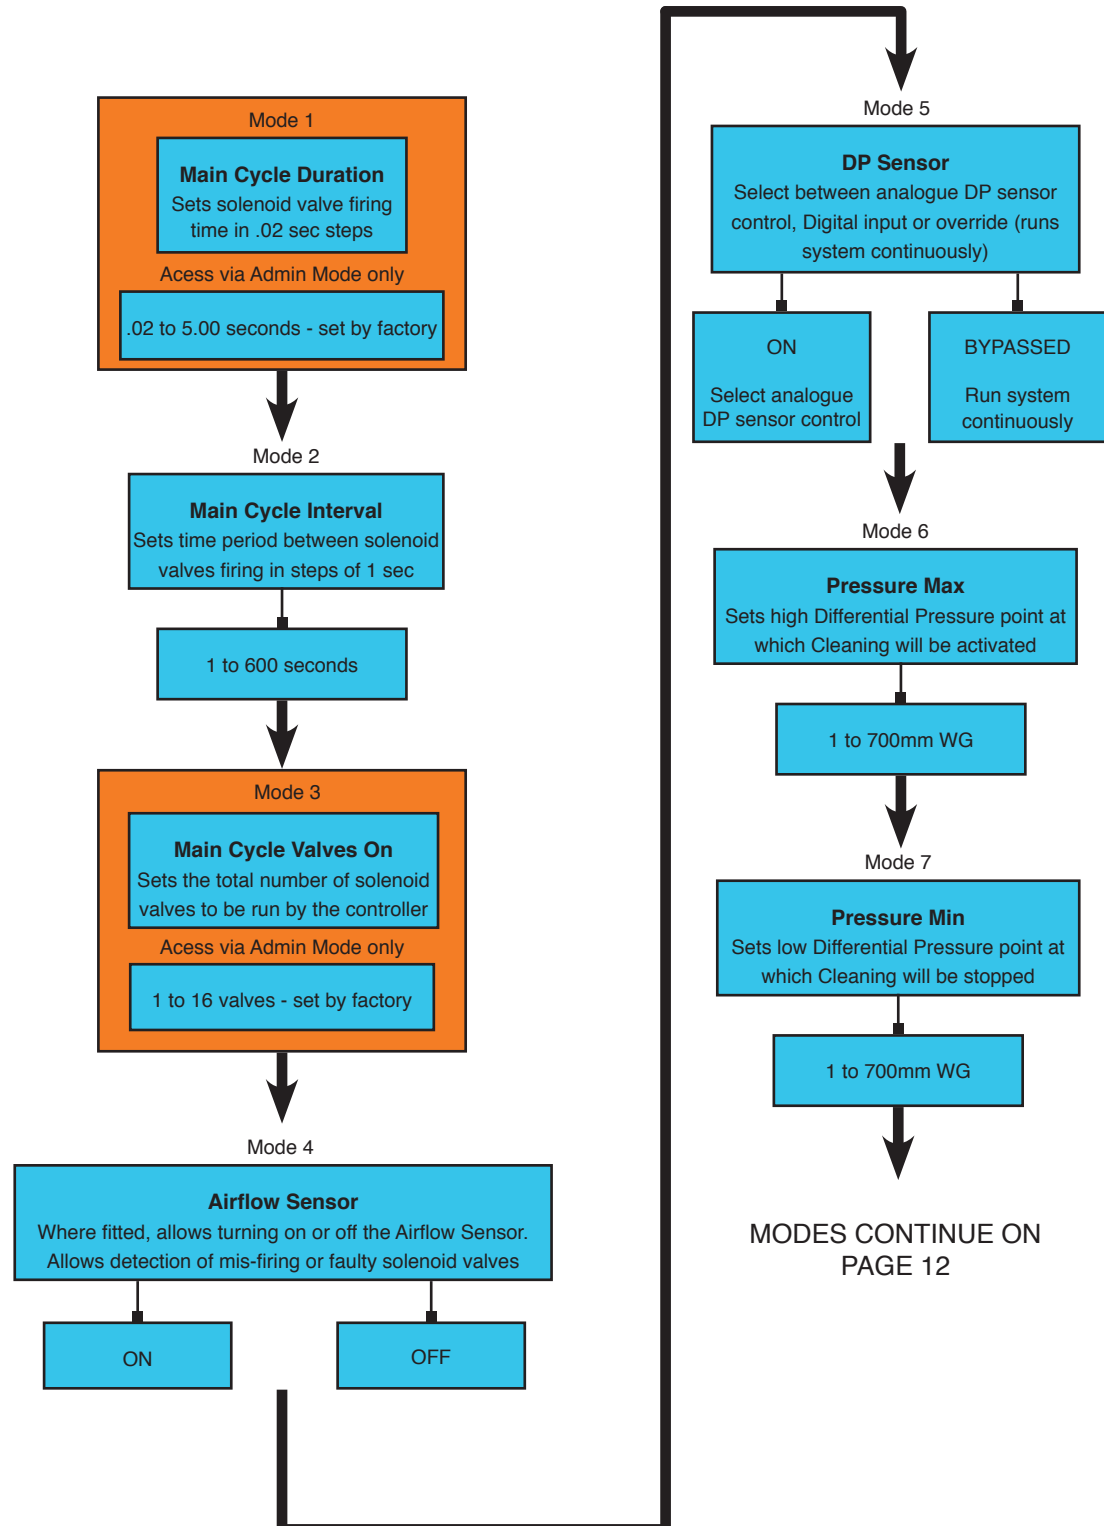 Mode 1
Main Cycle Duration
Sets solenoid valve firing
time in .02 sec steps
Acess via Admin Mode only
.02 to 5.00 seconds - set by factory
Mode 2
Main Cycle Interval
Sets time period between solenoid
valves firing in steps of 1 sec
1 to 600 seconds
Mode 3
Main Cycle Valves On
Sets the total number of solenoid
valves to be run by the controller
Acess via Admin Mode only
1 to 16 valves - set by factory
Mode 4
Airflow Sensor
Where fitted, allows turning on or off the Airflow Sensor.
Allows detection of mis-firing or faulty solenoid valves
ON
OFF
Mode 5
DP Sensor
Select between analogue DP sensor
control, Digital input or override (runs
system continuously)
ON
Select analogue
DP sensor control
BYPASSED
Run system
continuously
Mode 6
Pressure Max
Sets high Differential Pressure point at
which Cleaning will be activated
1 to 700mm WG
Mode 7
Pressure Min
Sets low Differential Pressure point at
which Cleaning will be stopped
1 to 700mm WG
MODES CONTINUE ON
PAGE 12